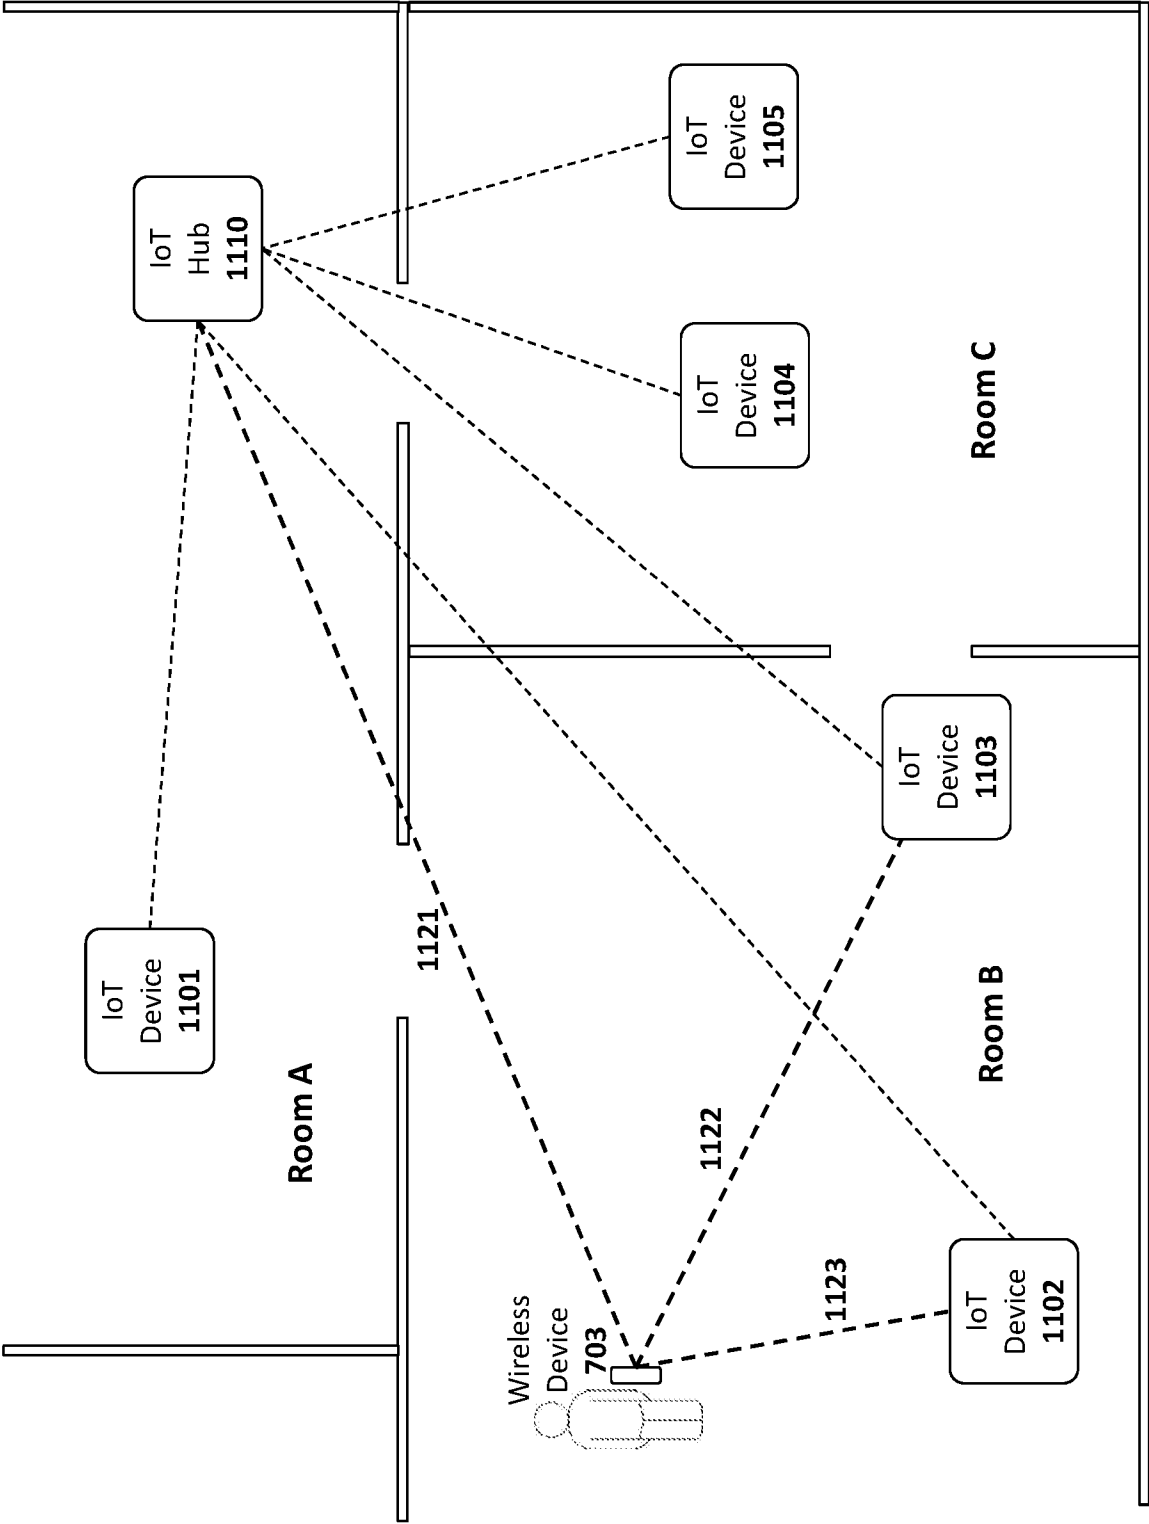 IoT
Device
1101
Room A
IoT
Hub
1110
1121
Wireless
Device
703
1122
1123
IoT
Device
1102
Room B
IoT
Device
1103
IoT
Device
1104
IoT
Device
1105
Room C